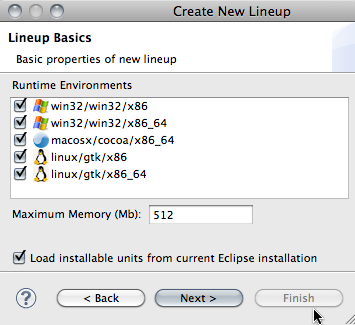 Create New Lineup
Lineup Basics
Basic properties of new lineup
Runtime Environments
win32/win32/x86
win32/win32/x86_64
macosx/cocoa/x86_64
linux/gtk/x86
linux/gtk/x86_64
Maximum Memory (Mb): 512
Load installable units from current Eclipse installation
? < Back Next > Finish